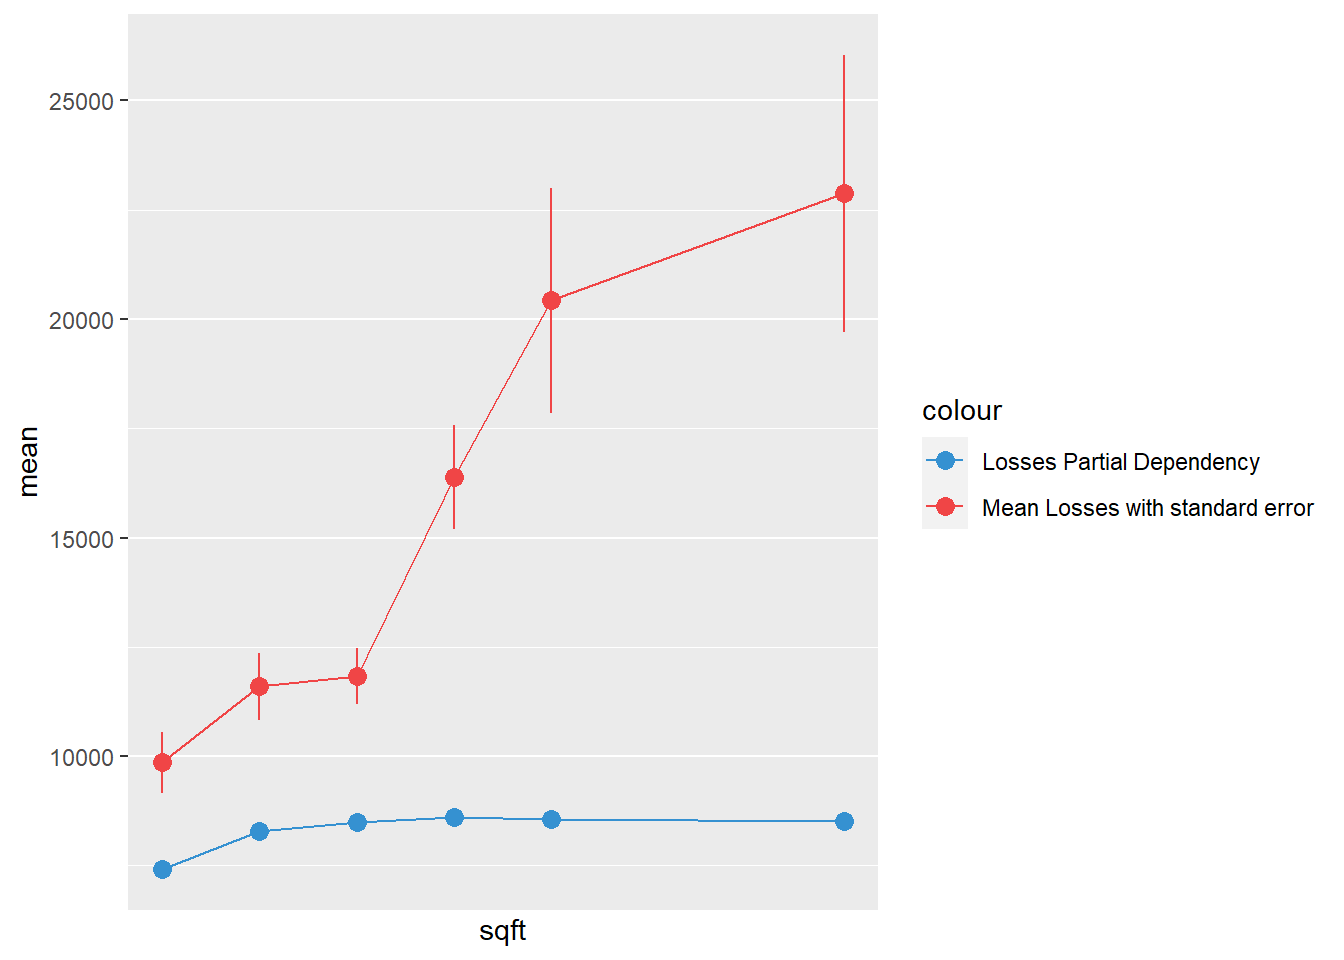 mean
25000
20000
15000
10000
sqft
colour
Losses Partial Dependency
Mean Losses with standard error